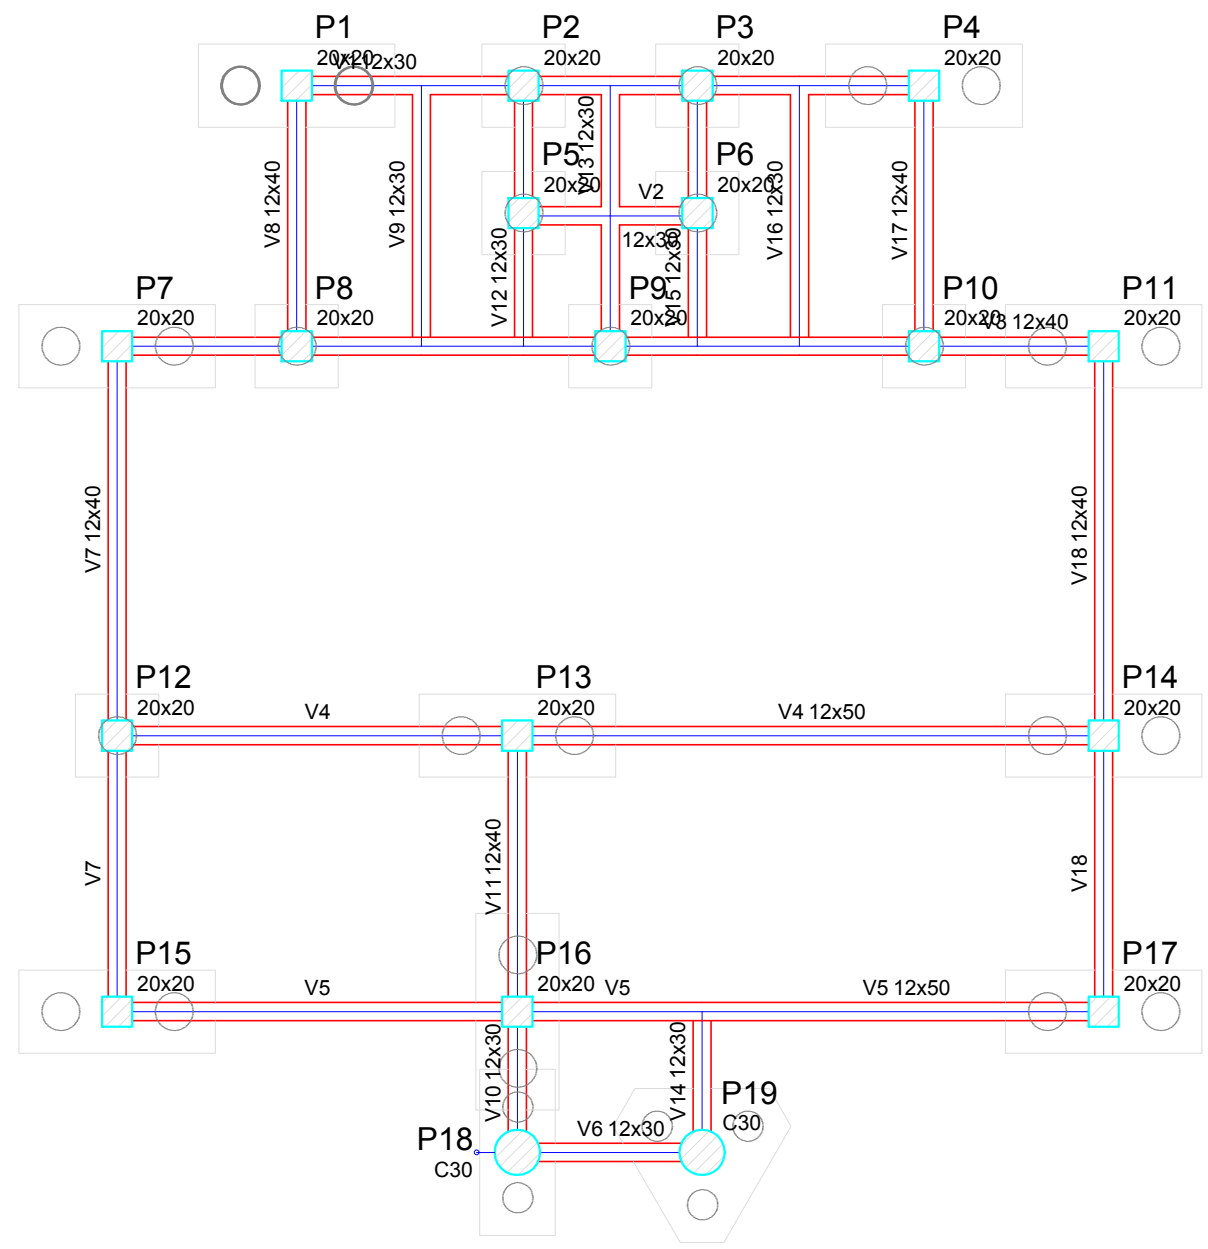 P1
20x20
V1 12x30
P2
20x20
P3
20x20
P4
20x20
V8 12x40
V9 12x30
V13 12x30
P5
20x20
V2
12x30
P6
20x20
V16 12x30
V17 12x40
V12 12x30
V15 12x30
P7
20x20
P8
20x20
P9
20x20
P10
20x20
V3 12x40
P11
20x20
V7 12x40
V18 12x40
P12
20x20
V4
P13
20x20
V4 12x50
P14
20x20
V7
V11 12x40
V18
P15
20x20
V5
P16
20x20
V5
V5 12x50
P17
20x20
V10 12x30
V14 12x30
P18
C30
V6 12x30
P19
C30